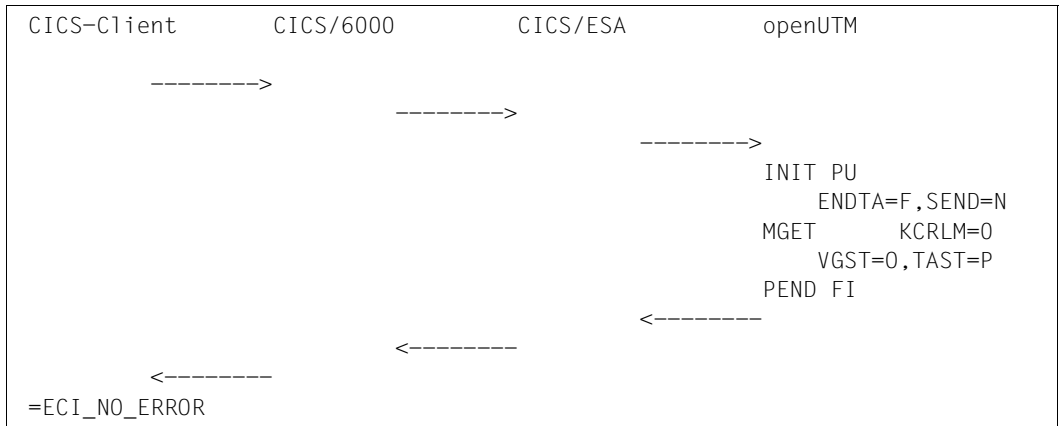 CICS-Client CICS/6000 CICS/ESA openUTM
-------->
-------->
-------->
INIT PU
ENDTA=F,SEND=N
MGET KCRLM=0
VGST=O,TAST=P
PEND FI
<--------
<--------
<--------
=ECI_NO_ERROR